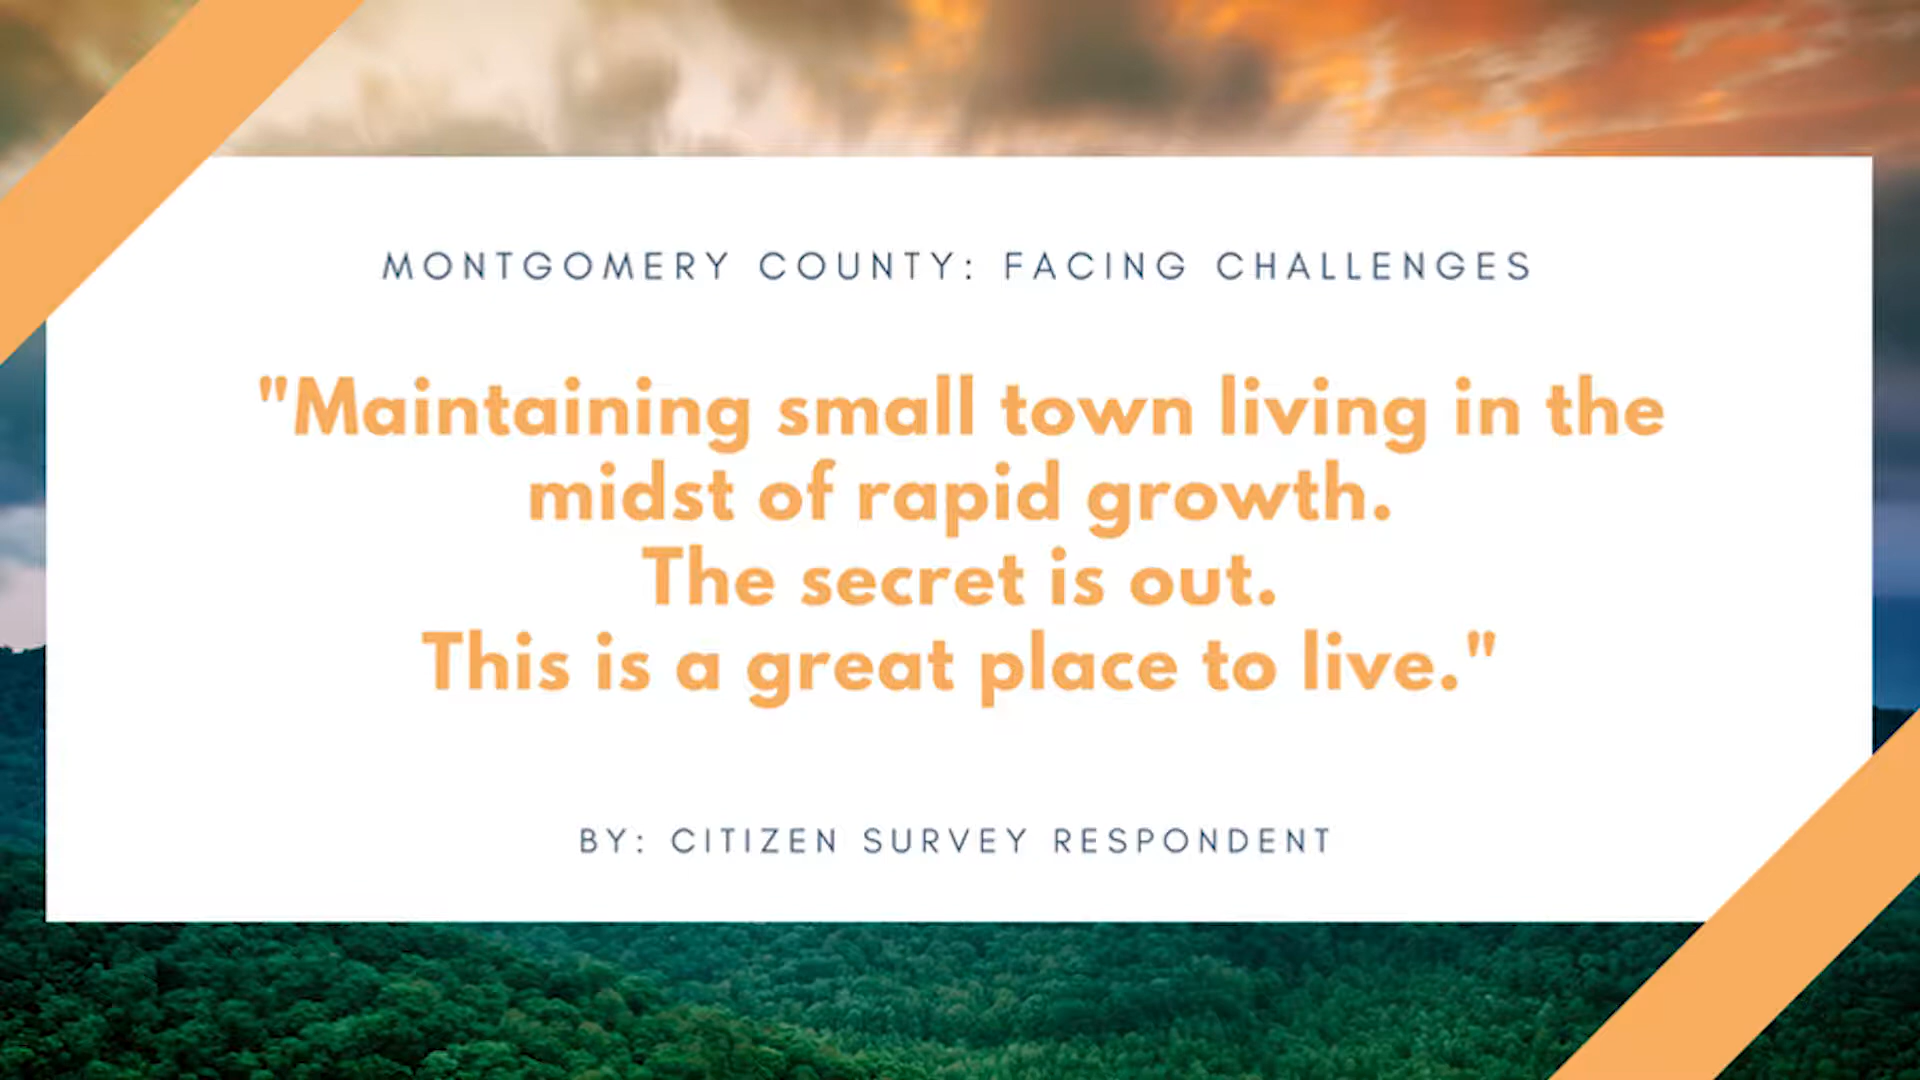 MONTGOMERY COUNTY: FACING CHALLENGES
"Maintaining small town living in the
midst of rapid growth.
The secret is out.
This is a great place to live."
BY: CITIZEN SURVEY RESPONDENT